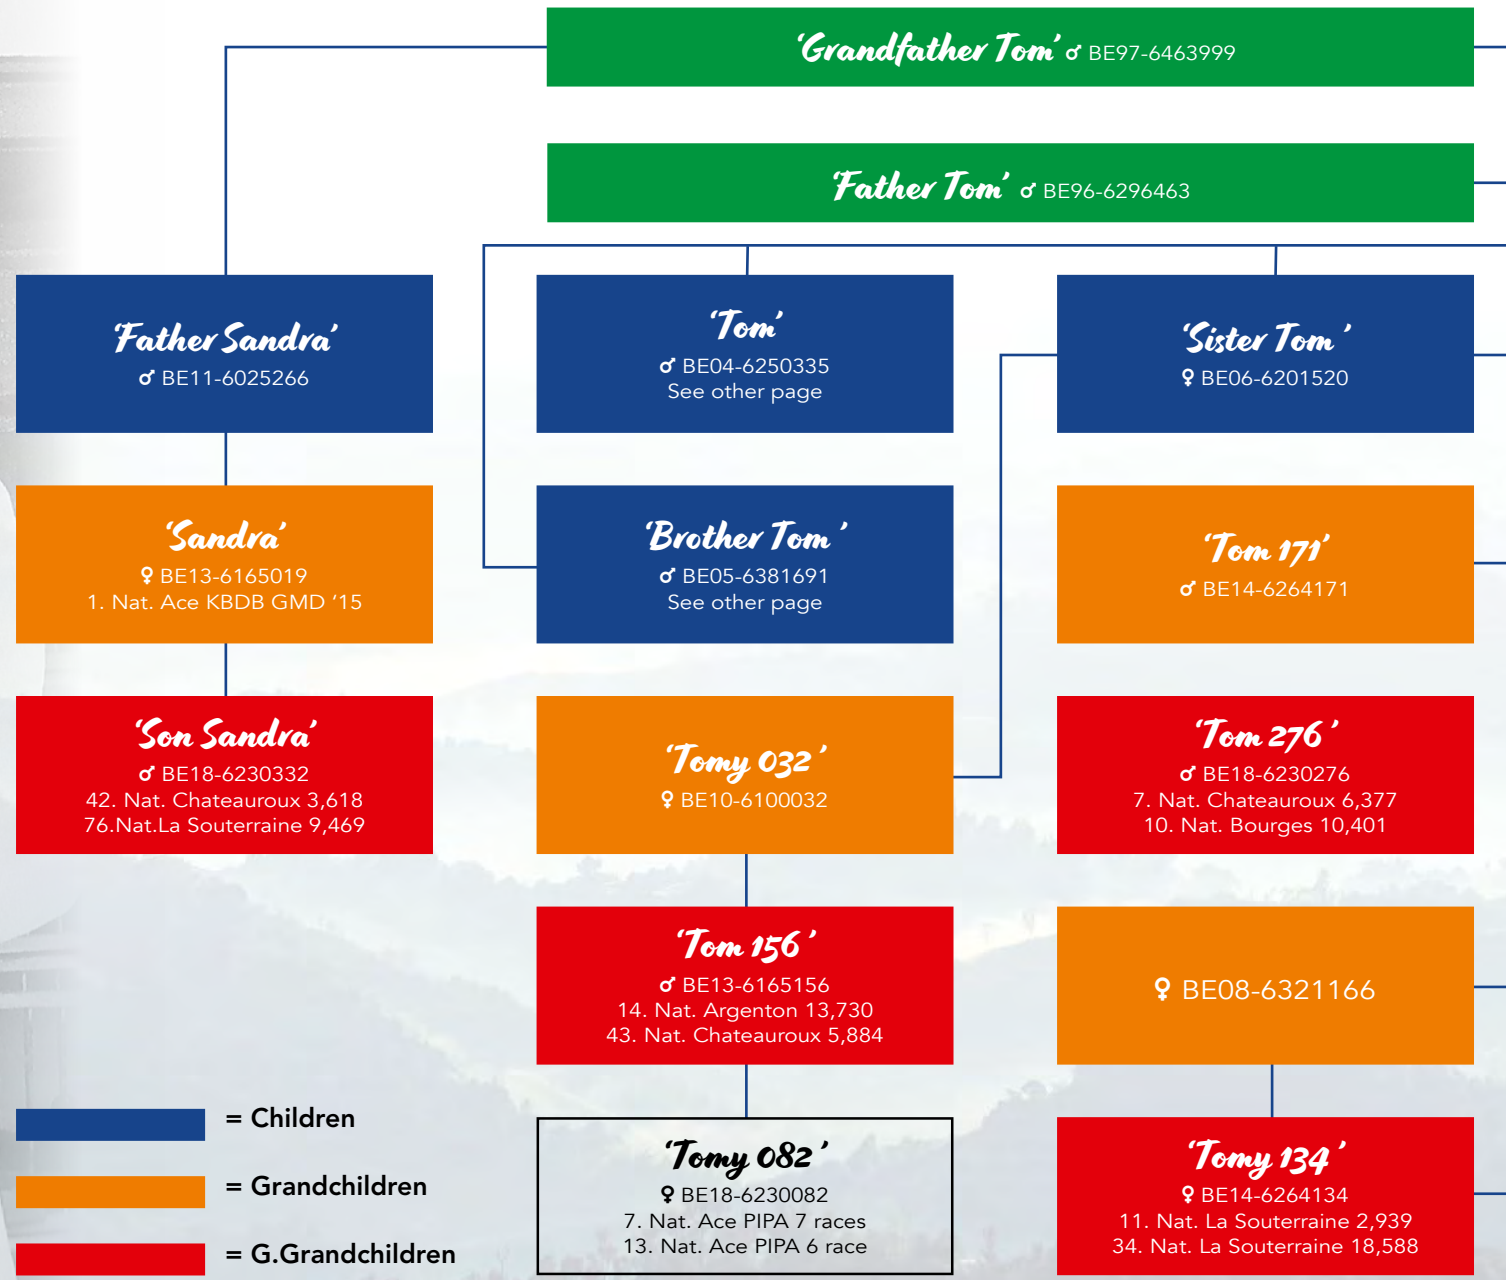 ‘Grandfather Tom’ ♂ BE97-6463999
‘Father Tom’ ♂ BE96-6296463
‘Father Sandra’
♂ BE11-6025266
‘Tom’
♂ BE04-6250335
See other page
‘Sister Tom ’
♀ BE06-6201520
‘Sandra’
♀ BE13-6165019
1. Nat. Ace KBDB GMD ‘15
‘Brother Tom ’
♂ BE05-6381691
See other page
‘Tom 171’
♂ BE14-6264171
‘Son Sandra’
♂ BE18-6230332
42. Nat. Chateauroux 3,618
76.Nat.La Souterraine 9,469
‘Tomy 032 ’
♀ BE10-6100032
‘Tom 276 ’
♂ BE18-6230276
7. Nat. Chateauroux 6,377
10. Nat. Bourges 10,401
‘Tom 156 ’
♂ BE13-6165156
14. Nat. Argenton 13,730
43. Nat. Chateauroux 5,884
♀ BE08-6321166
‘Tomy 082 ’
♀ BE18-6230082
7. Nat. Ace PIPA 7 races
13. Nat. Ace PIPA 6 race
‘Tomy 134 ’
♀ BE14-6264134
11. Nat. La Souterraine 2,939
34. Nat. La Souterraine 18,588
= Children
= Grandchildren
= G.Grandchildren